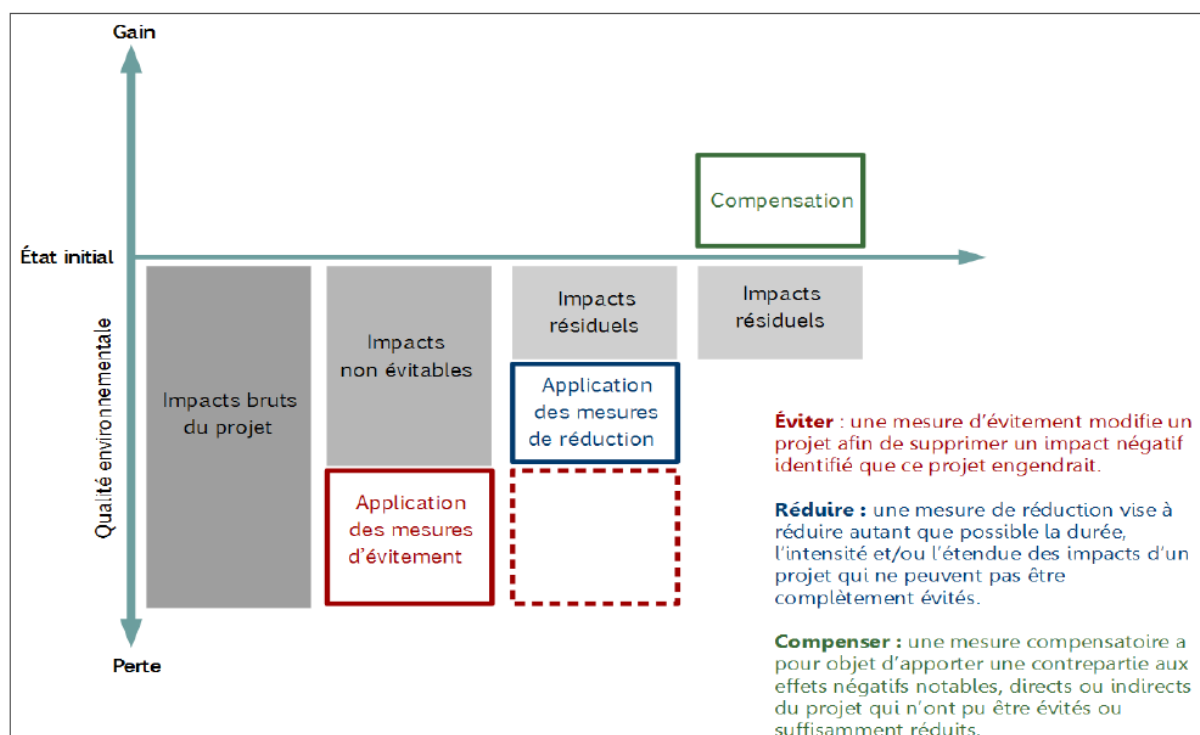 Gain
Compensation
État initial
Qualité environnementale
Impacts bruts
du projet
Impacts
non évitables
Impacts
résiduels
Impacts
résiduels
Application
des mesures
d'évitement
Application
des mesures
de réduction
Perte
Éviter : une mesure d'évitement modifie un
projet afin de supprimer un impact négatif
identifié que ce projet engendrait.
Réduire : une mesure de réduction vise à
réduire autant que possible la durée,
l'intensité et/ou l'étendue des impacts d'un
projet qui ne peuvent pas être
complètement évités.
Compenser : une mesure compensatoire a
pour objet d'apporter une contrepartie aux
effets négatifs notables, directs ou indirects
du projet qui n'ont pu être évités ou
suffisamment réduits.